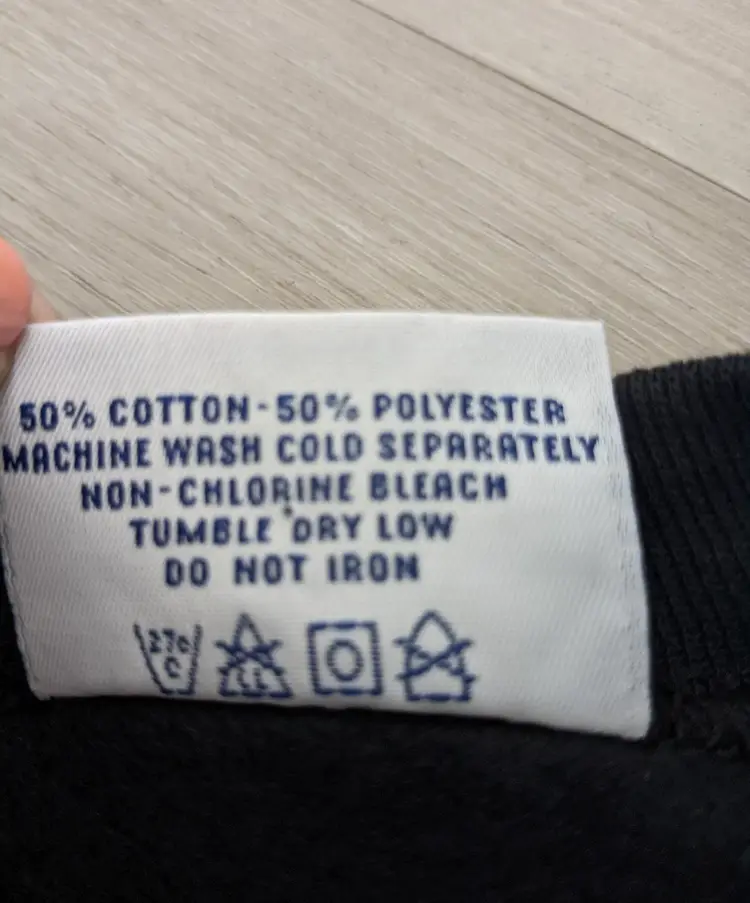 50% COTTON-50% POLYESTER
MACHINE WASH COLD SEPARATELY
NON-CHLORINE BLEACH
TUMBLE DRY LOW
DO NOT IRON